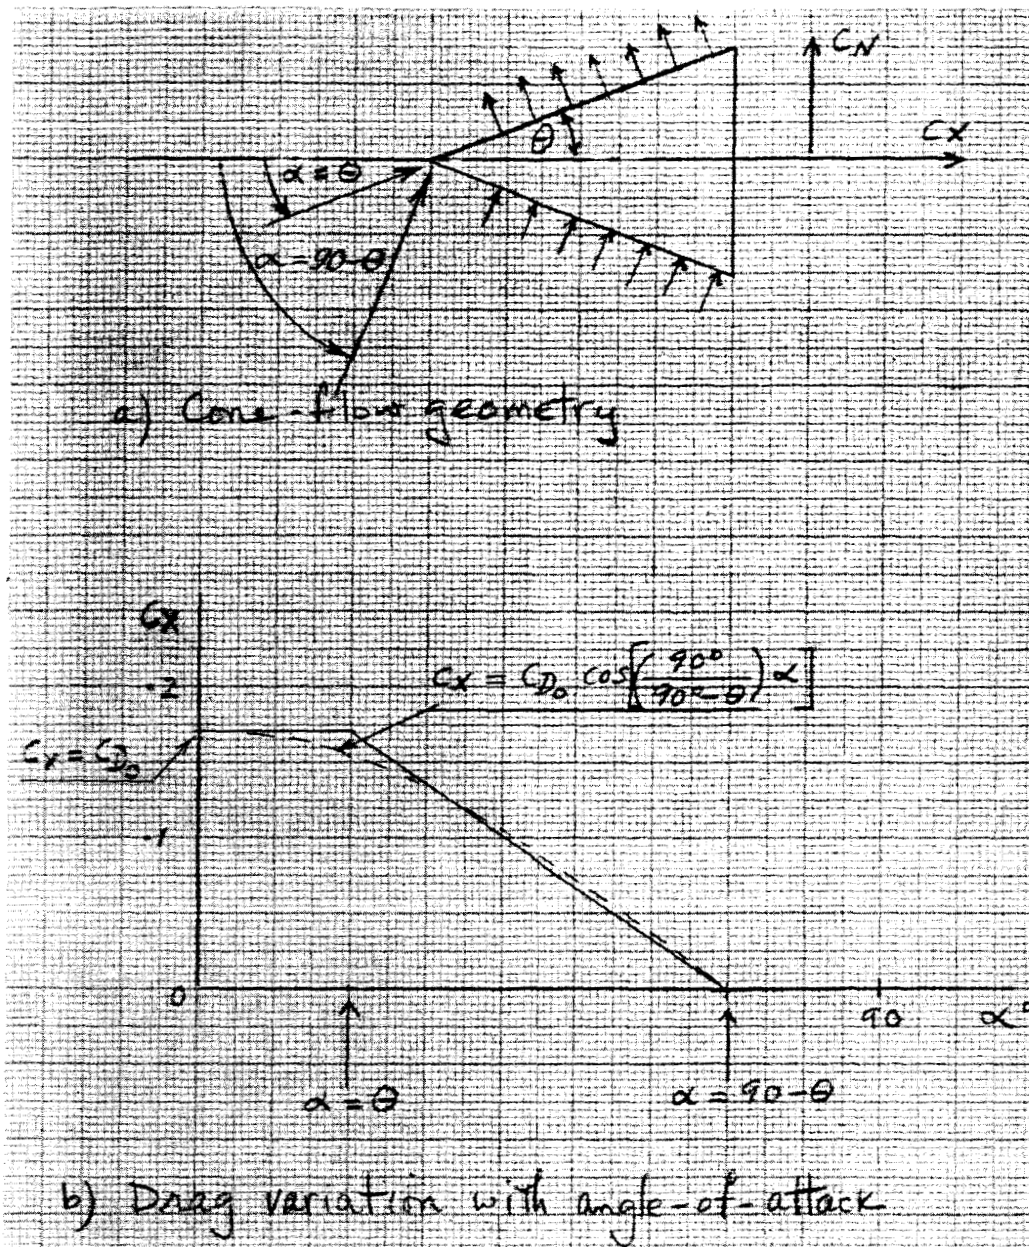 C_N
C_X
θ
α = θ
α = 90-θ
a) Cone-flow geometry
C_X
C_X = C_D₀ cos[(90°/90°-θ)α]
.2
C_X = C_D₀
.1
0
90
α°
α = θ
α = 90-θ
b) Drag variation with angle-of-attack